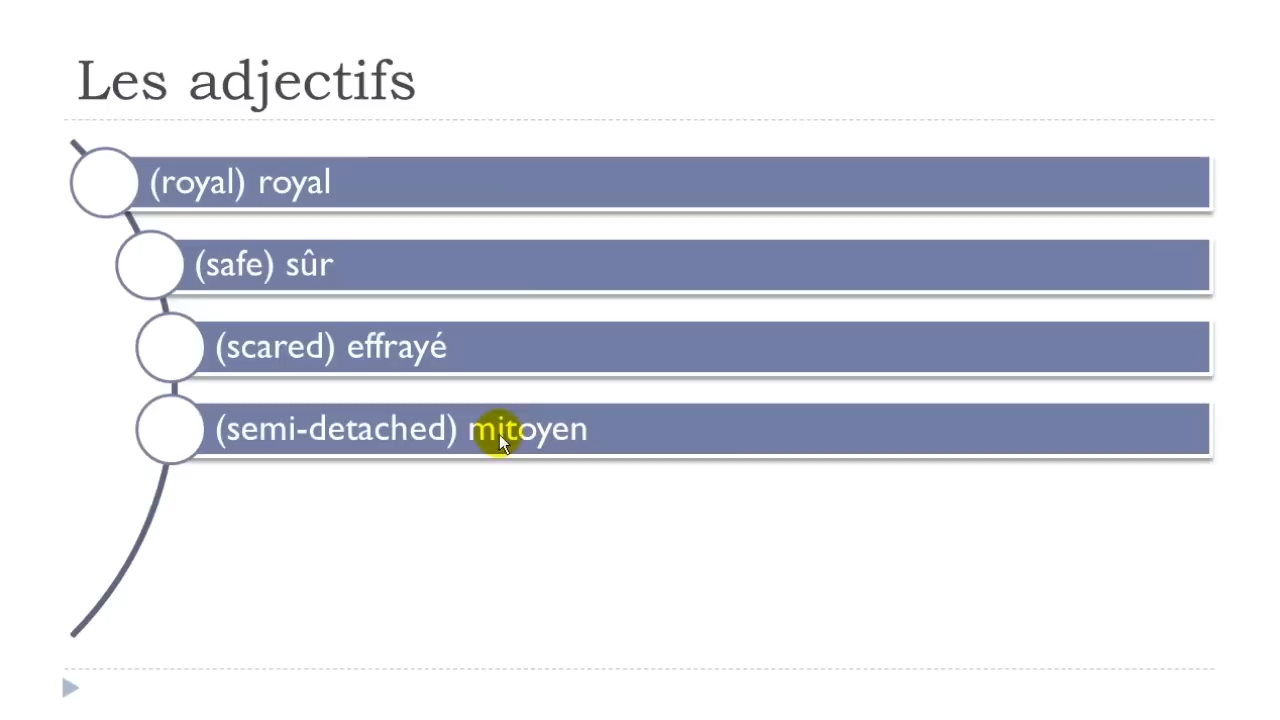 Les adjectifs
(royal) royal
(safe) sûr
(scared) effrayé
(semi-detached) mitoyen